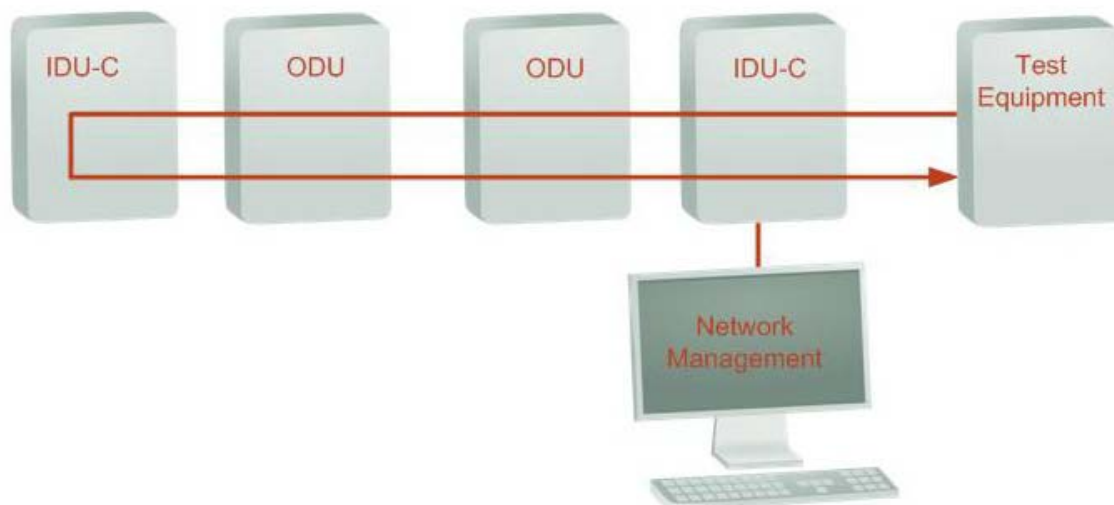 IDU-C
ODU
ODU
IDU-C
Test
Equipment
Network
Management